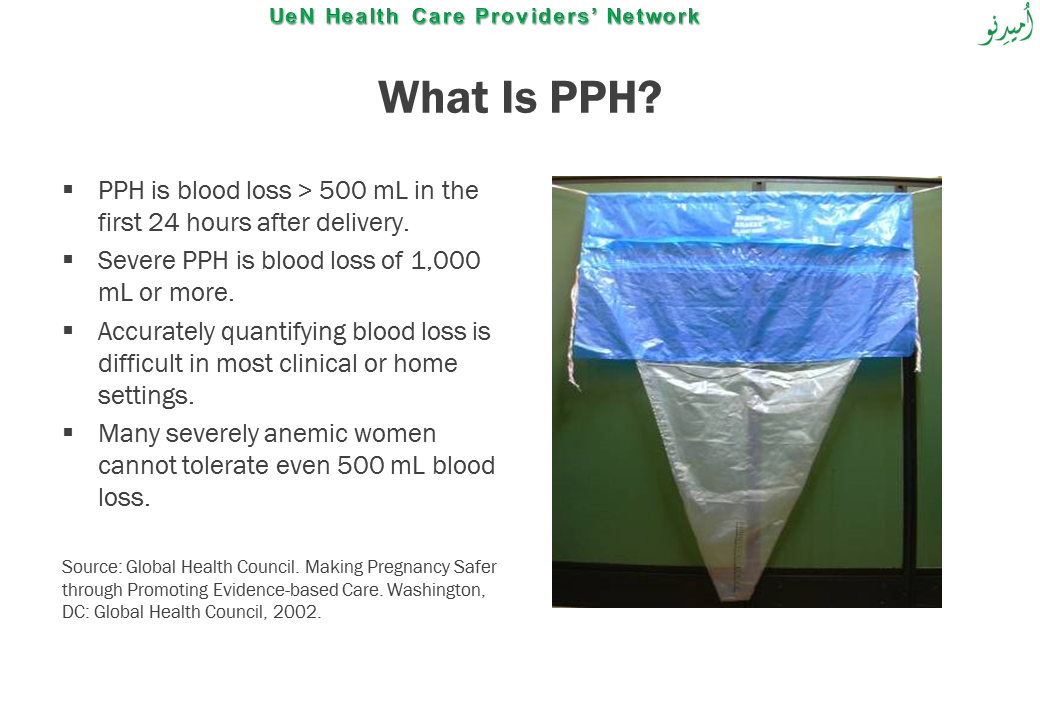 UeN Health Care Providers’ Network
اُميدِنو
What Is PPH?
▪ PPH is blood loss > 500 mL in the
first 24 hours after delivery.
▪ Severe PPH is blood loss of 1,000
mL or more.
▪ Accurately quantifying blood loss is
difficult in most clinical or home
settings.
▪ Many severely anemic women
cannot tolerate even 500 mL blood
loss.
Source: Global Health Council. Making Pregnancy Safer
through Promoting Evidence-based Care. Washington,
DC: Global Health Council, 2002.